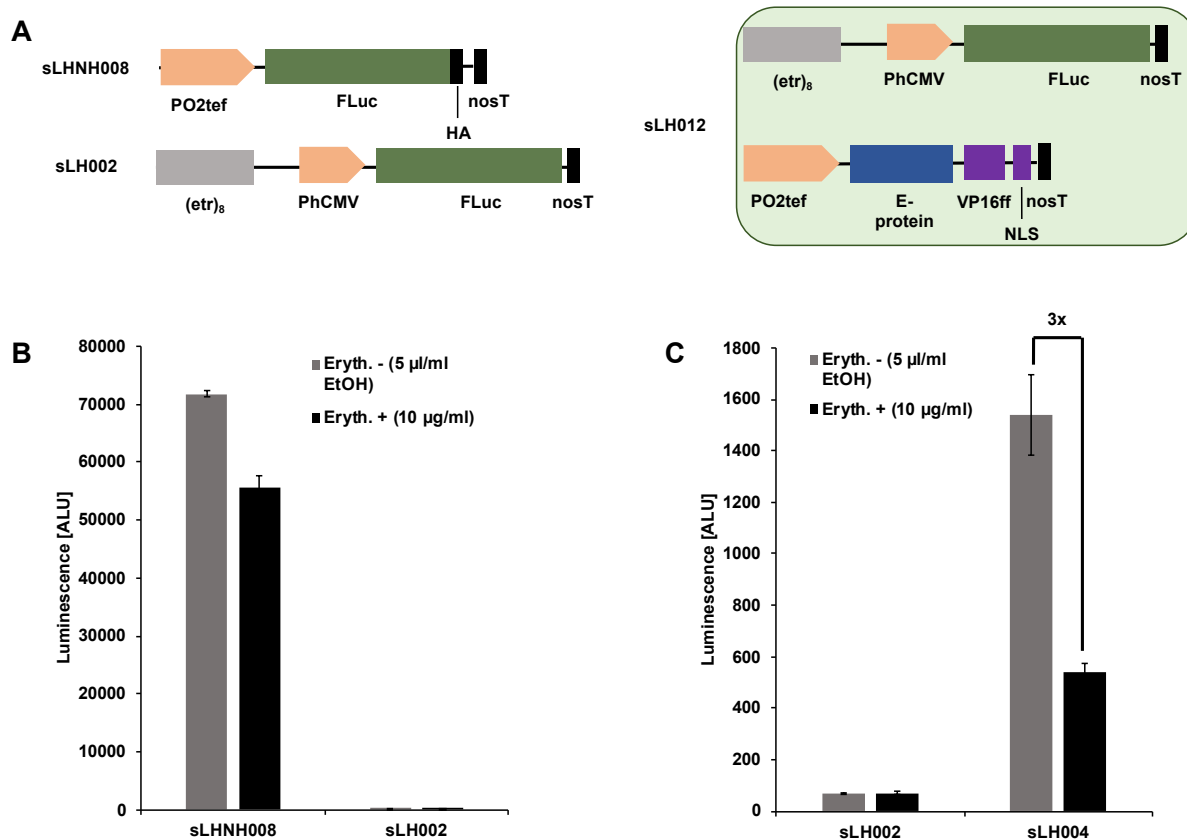 A
sLHNH008
PO2tef
FLuc
nosT
HA
sLH002
(etr)8
PhCMV
FLuc
nosT
sLH012
(etr)8
PhCMV
FLuc
nosT
PO2tef
E-
protein
VP16ff
nosT
NLS
B
Luminescence [ALU]
80000
70000
60000
50000
40000
30000
20000
10000
0
Eryth. - (5 µl/ml
EtOH)
Eryth. + (10 µg/ml)
sLHNH008
sLH002
C
3x
Luminescence [ALU]
1800
1600
1400
1200
1000
800
600
400
200
0
Eryth. - (5 µl/ml
EtOH)
Eryth. + (10 µg/ml)
sLH002
sLH004